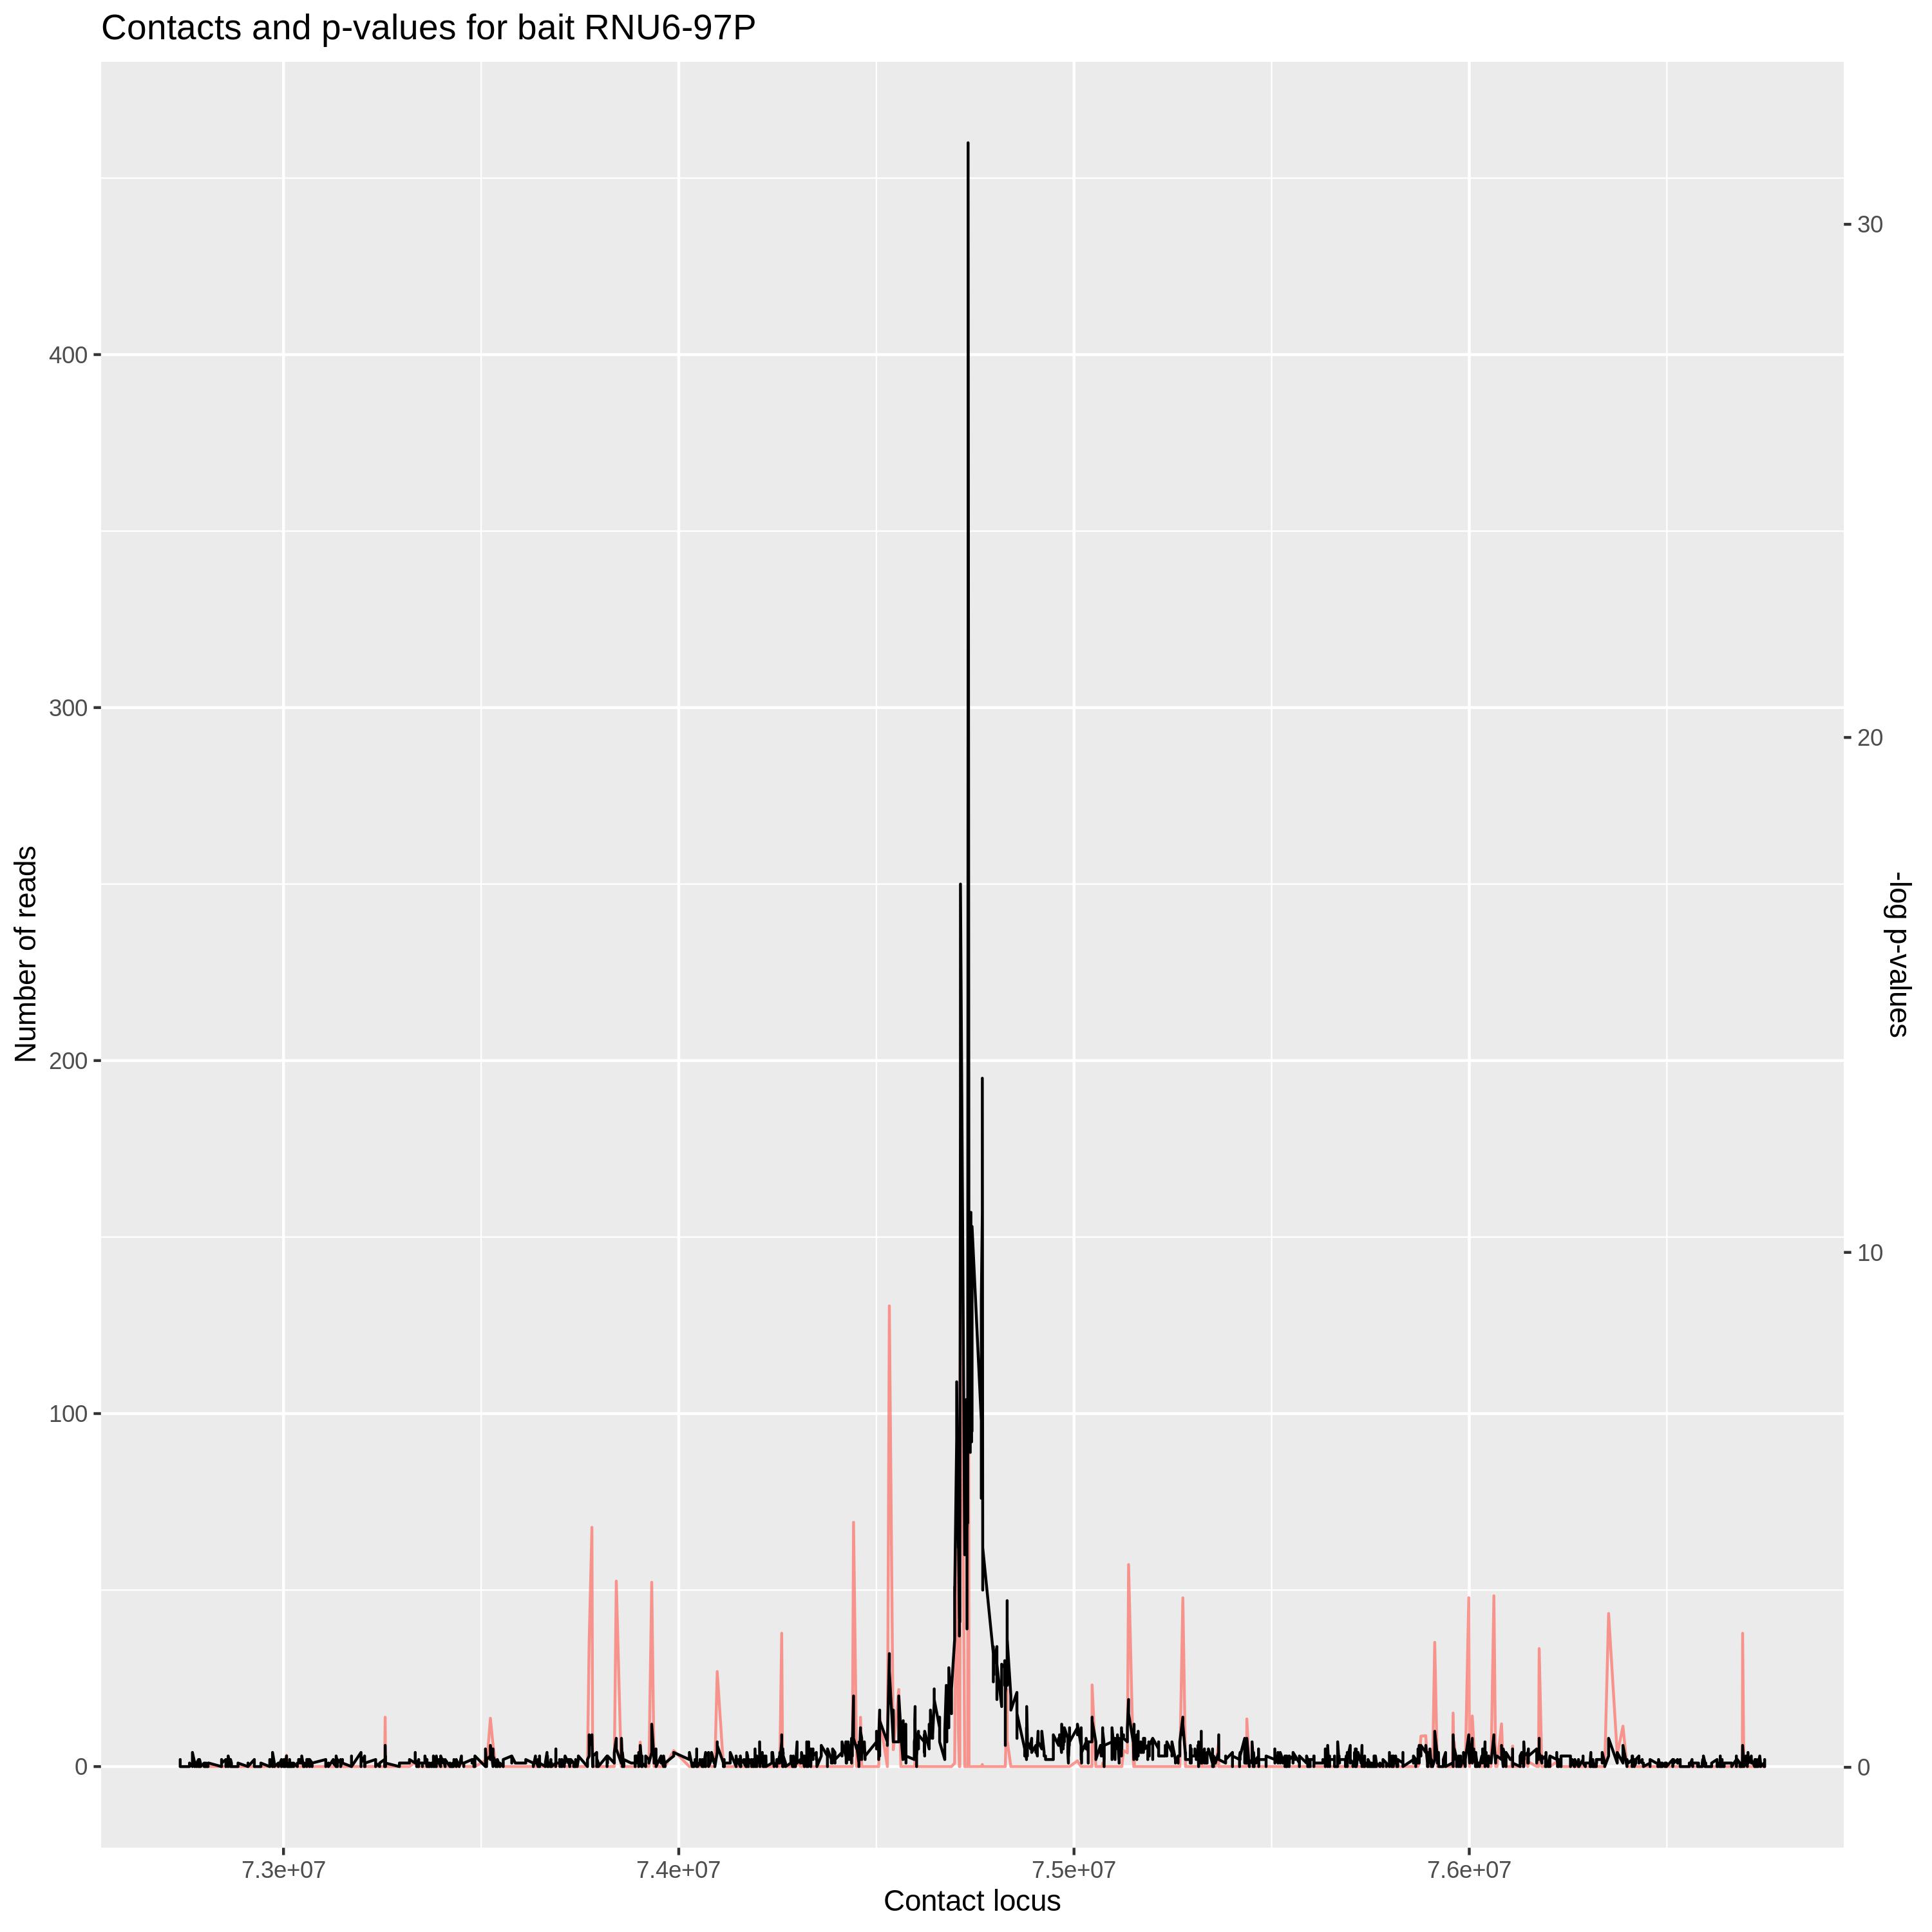 Contacts and p-values for bait RNU6-97P
Number of reads
400
300
200
100
0
30
20
10
0
-log p-values
7.3e+07 7.4e+07 7.5e+07 7.6e+07
Contact locus